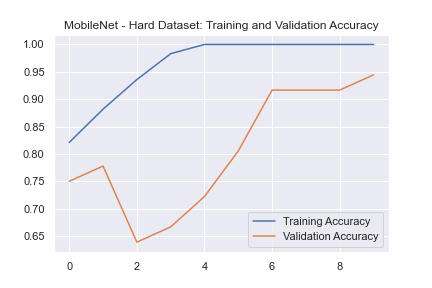 MobileNet - Hard Dataset: Training and Validation Accuracy
1.00
0.95
0.90
0.85
0.80
0.75
0.70
0.65
0 2 4 6 8
Training Accuracy
Validation Accuracy